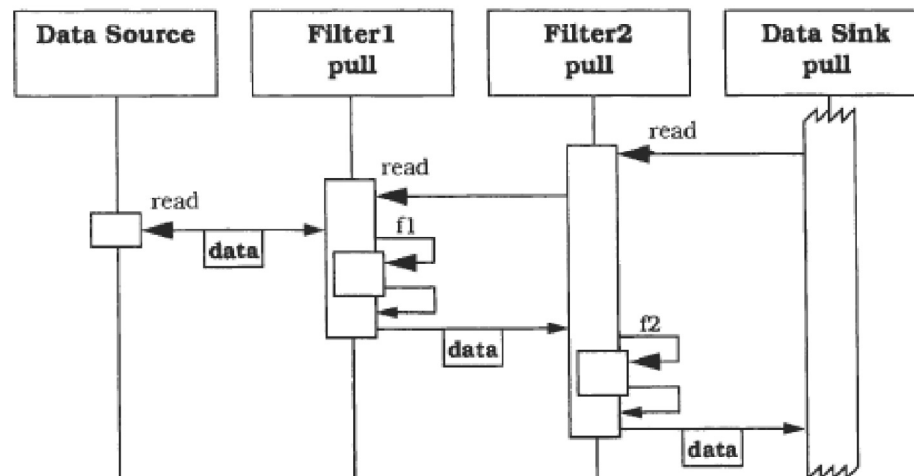 Data Source
Filter1
pull
Filter2
pull
Data Sink
pull
read
read
read
data
f1
data
f2
data